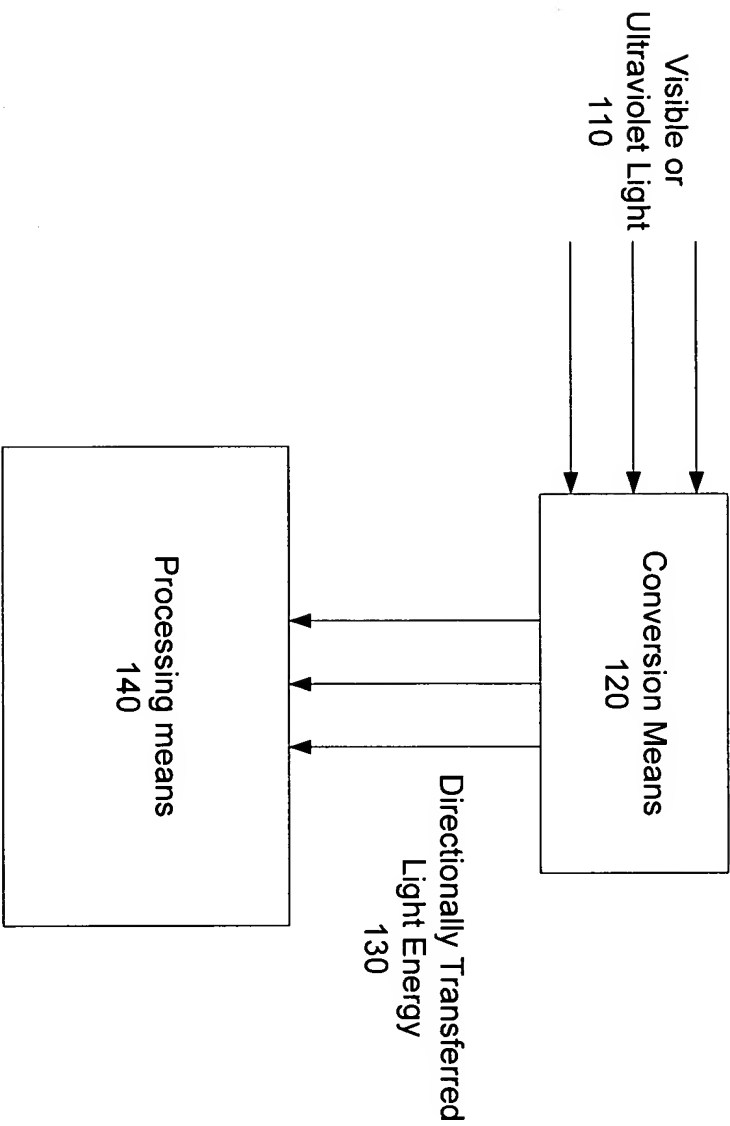 Visible or
Ultraviolet Light
110
Conversion Means
120
Directionally Transferred
Light Energy
130
Processing means
140